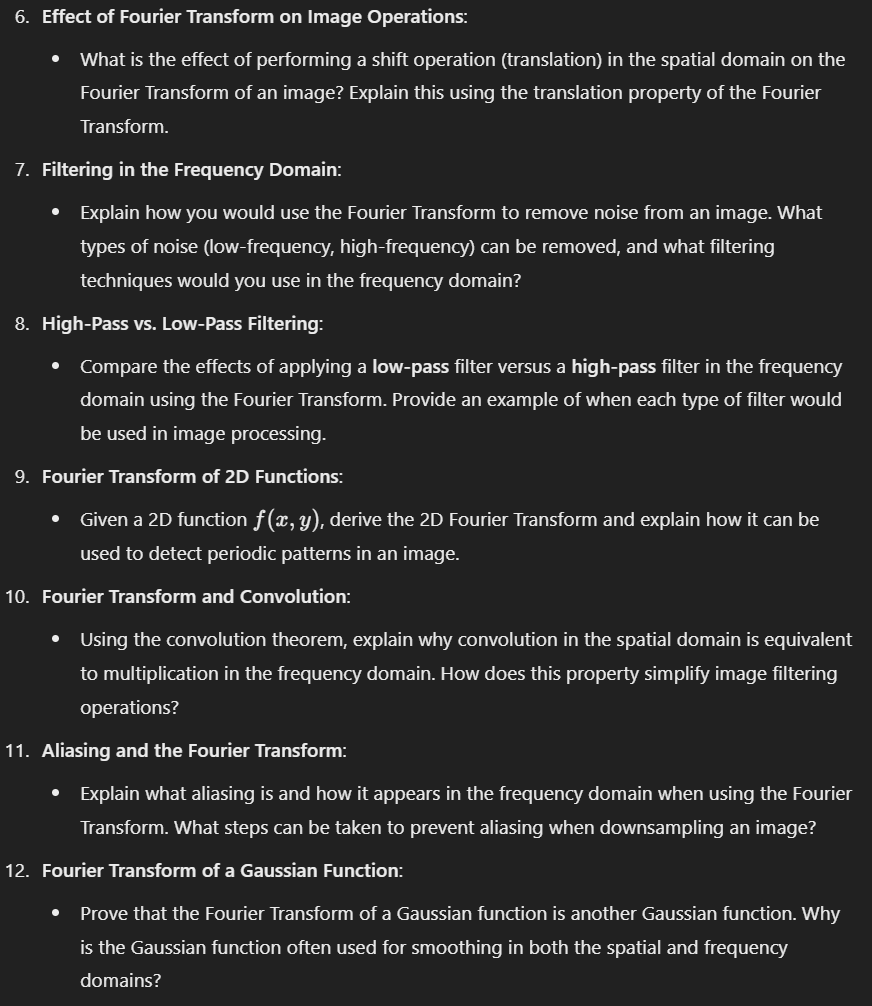 6. Effect of Fourier Transform on Image Operations:
• What is the effect of performing a shift operation (translation) in the spatial domain on the
Fourier Transform of an image? Explain this using the translation property of the Fourier
Transform.
7. Filtering in the Frequency Domain:
• Explain how you would use the Fourier Transform to remove noise from an image. What
types of noise (low-frequency, high-frequency) can be removed, and what filtering
techniques would you use in the frequency domain?
8. High-Pass vs. Low-Pass Filtering:
• Compare the effects of applying a low-pass filter versus a high-pass filter in the frequency
domain using the Fourier Transform. Provide an example of when each type of filter would
be used in image processing.
9. Fourier Transform of 2D Functions:
• Given a 2D function f(x, y), derive the 2D Fourier Transform and explain how it can be
used to detect periodic patterns in an image.
10. Fourier Transform and Convolution:
• Using the convolution theorem, explain why convolution in the spatial domain is equivalent
to multiplication in the frequency domain. How does this property simplify image filtering
operations?
11. Aliasing and the Fourier Transform:
• Explain what aliasing is and how it appears in the frequency domain when using the Fourier
Transform. What steps can be taken to prevent aliasing when downsampling an image?
12. Fourier Transform of a Gaussian Function:
• Prove that the Fourier Transform of a Gaussian function is another Gaussian function. Why
is the Gaussian function often used for smoothing in both the spatial and frequency
domains?